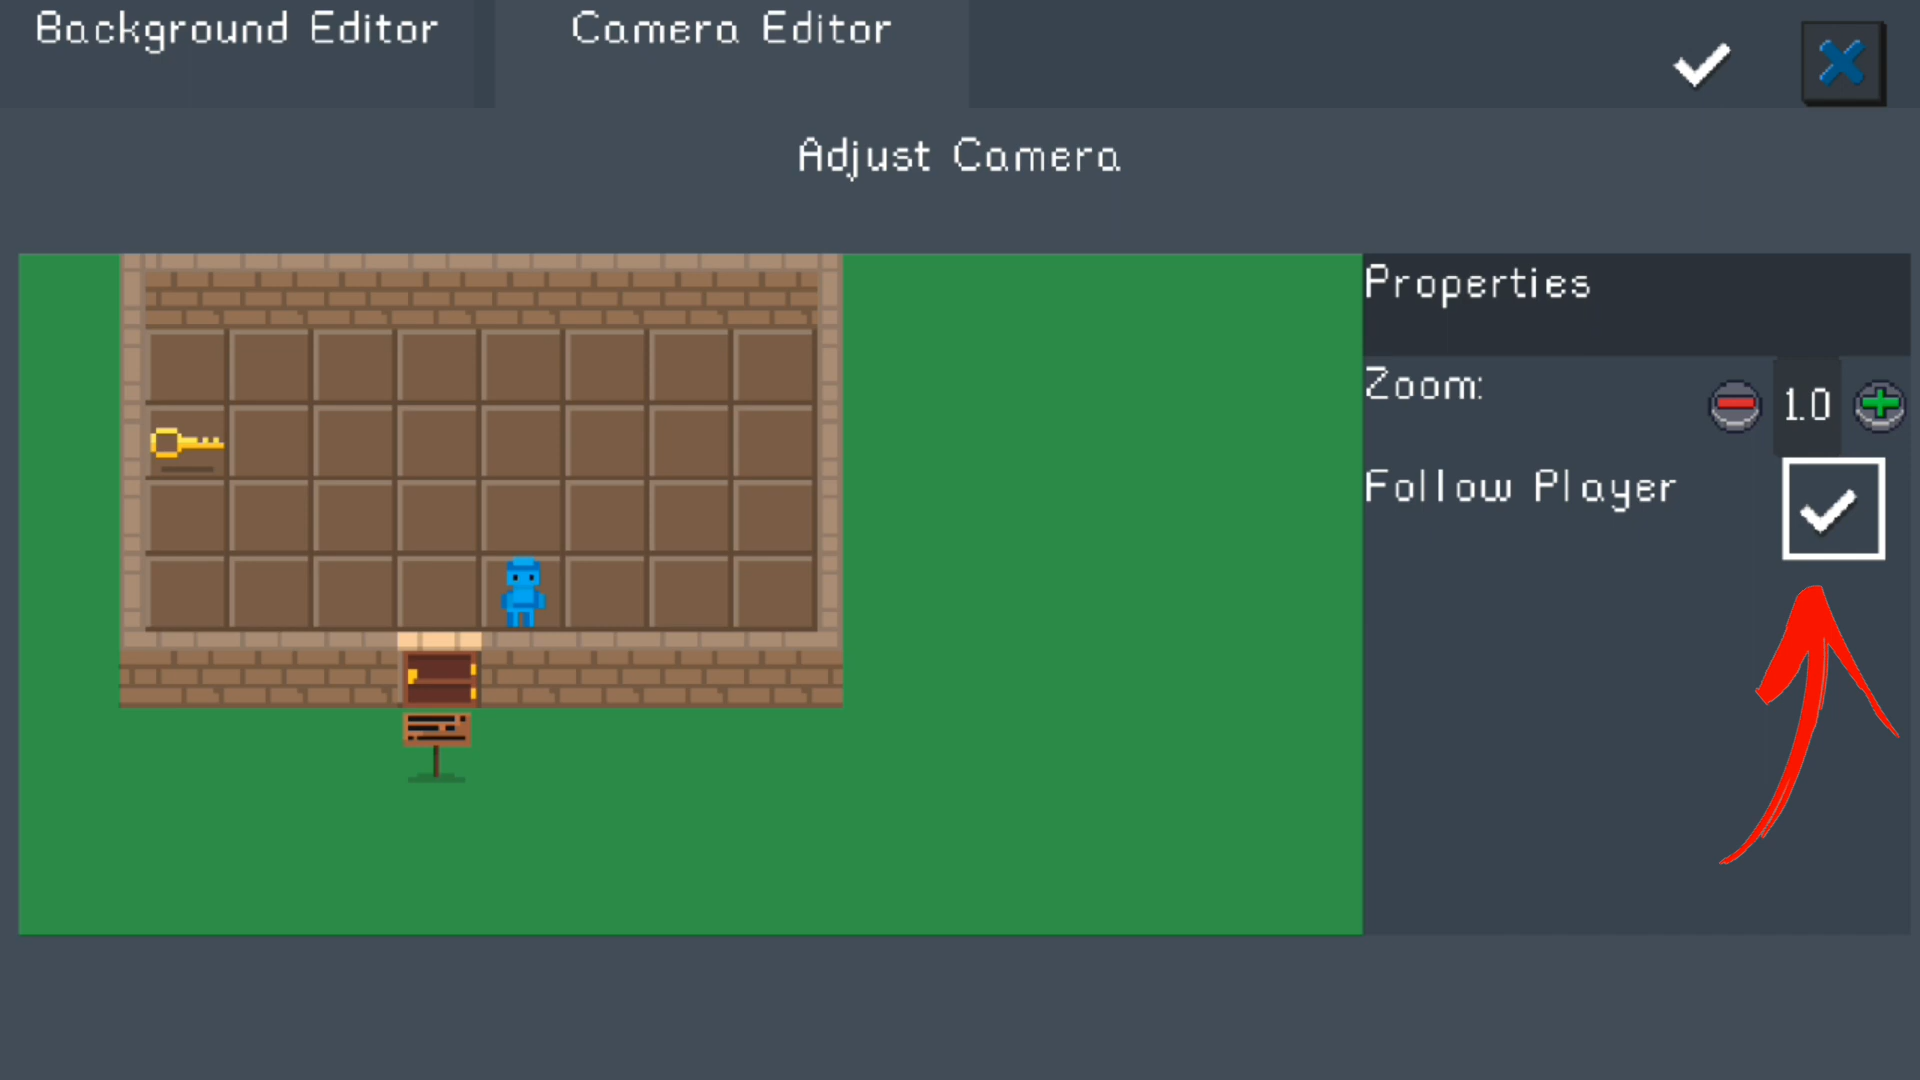 Background Editor
Camera Editor
Adjust Camera
Properties
Zoom:
1.0
Follow Player